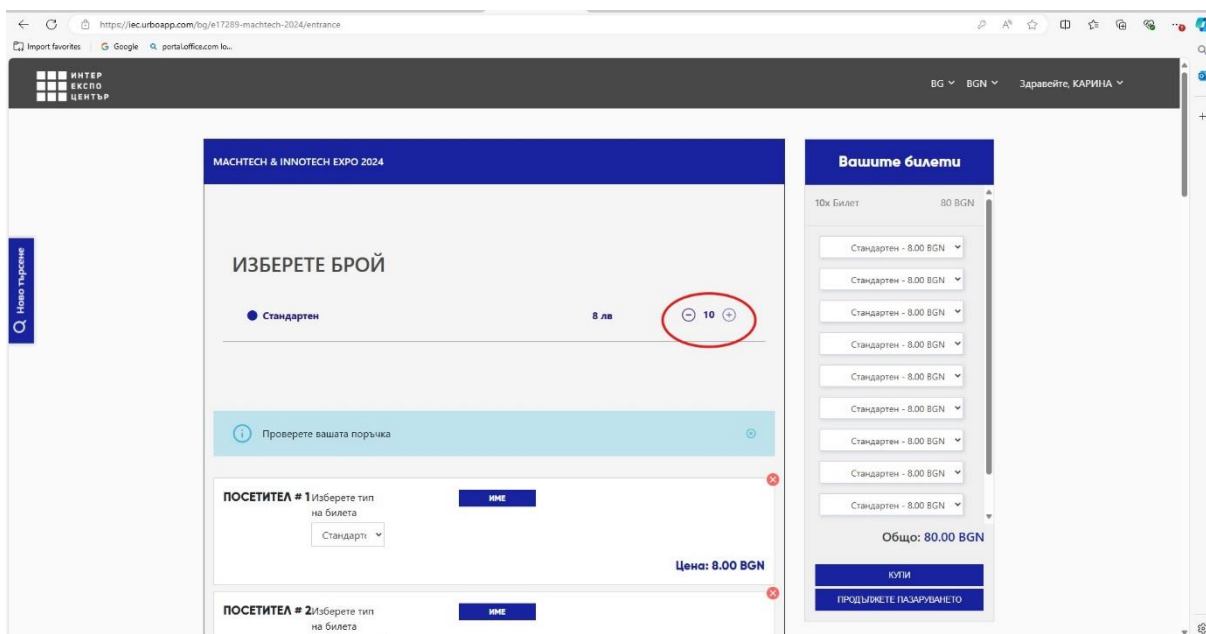 https://iec.urboapp.com/bg/e17289-machtech-2024/entrance
Import favorites
Google
portal.office.com lo...
ИНТЕР
ЕКСПО
ЦЕНТЪР
BG
BGN
Здравейте, КАРИНА
Ново търсене
MACHTECH & INNOTECH EXPO 2024
ИЗБЕРЕТЕ БРОЙ
Стандартен
8 лв
10
Проверете вашата поръчка
ПОСЕТИТЕЛ # 1
Изберете тип
на билета
Стандарт
ИМЕ
Цена: 8.00 BGN
ПОСЕТИТЕЛ # 2
Изберете тип
на билета
ИМЕ
Вашите билети
10x Билет 80 BGN
Стандартен - 8.00 BGN
Стандартен - 8.00 BGN
Стандартен - 8.00 BGN
Стандартен - 8.00 BGN
Стандартен - 8.00 BGN
Стандартен - 8.00 BGN
Стандартен - 8.00 BGN
Стандартен - 8.00 BGN
Стандартен - 8.00 BGN
Общо: 80.00 BGN
КУПИ
ПРОДЪЛЖЕТЕ ПАЗАРУВАНЕТО